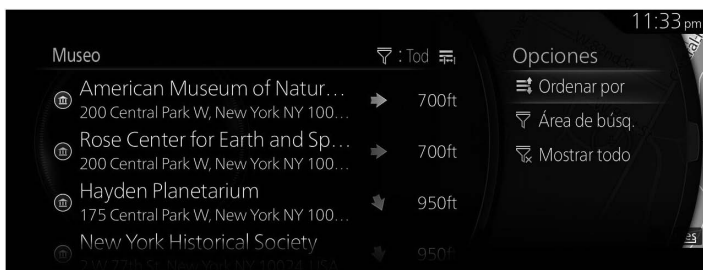 11:33 pm
Museo
: Tod
American Museum of Natur...
200 Central Park W, New York NY 100...
700ft
Rose Center for Earth and Sp...
200 Central Park W, New York NY 100...
700ft
Hayden Planetarium
175 Central Park W, New York NY 100...
950ft
New York Historical Society
950ft
Opciones
Ordenar por
Área de búsq.
Mostrar todo
es